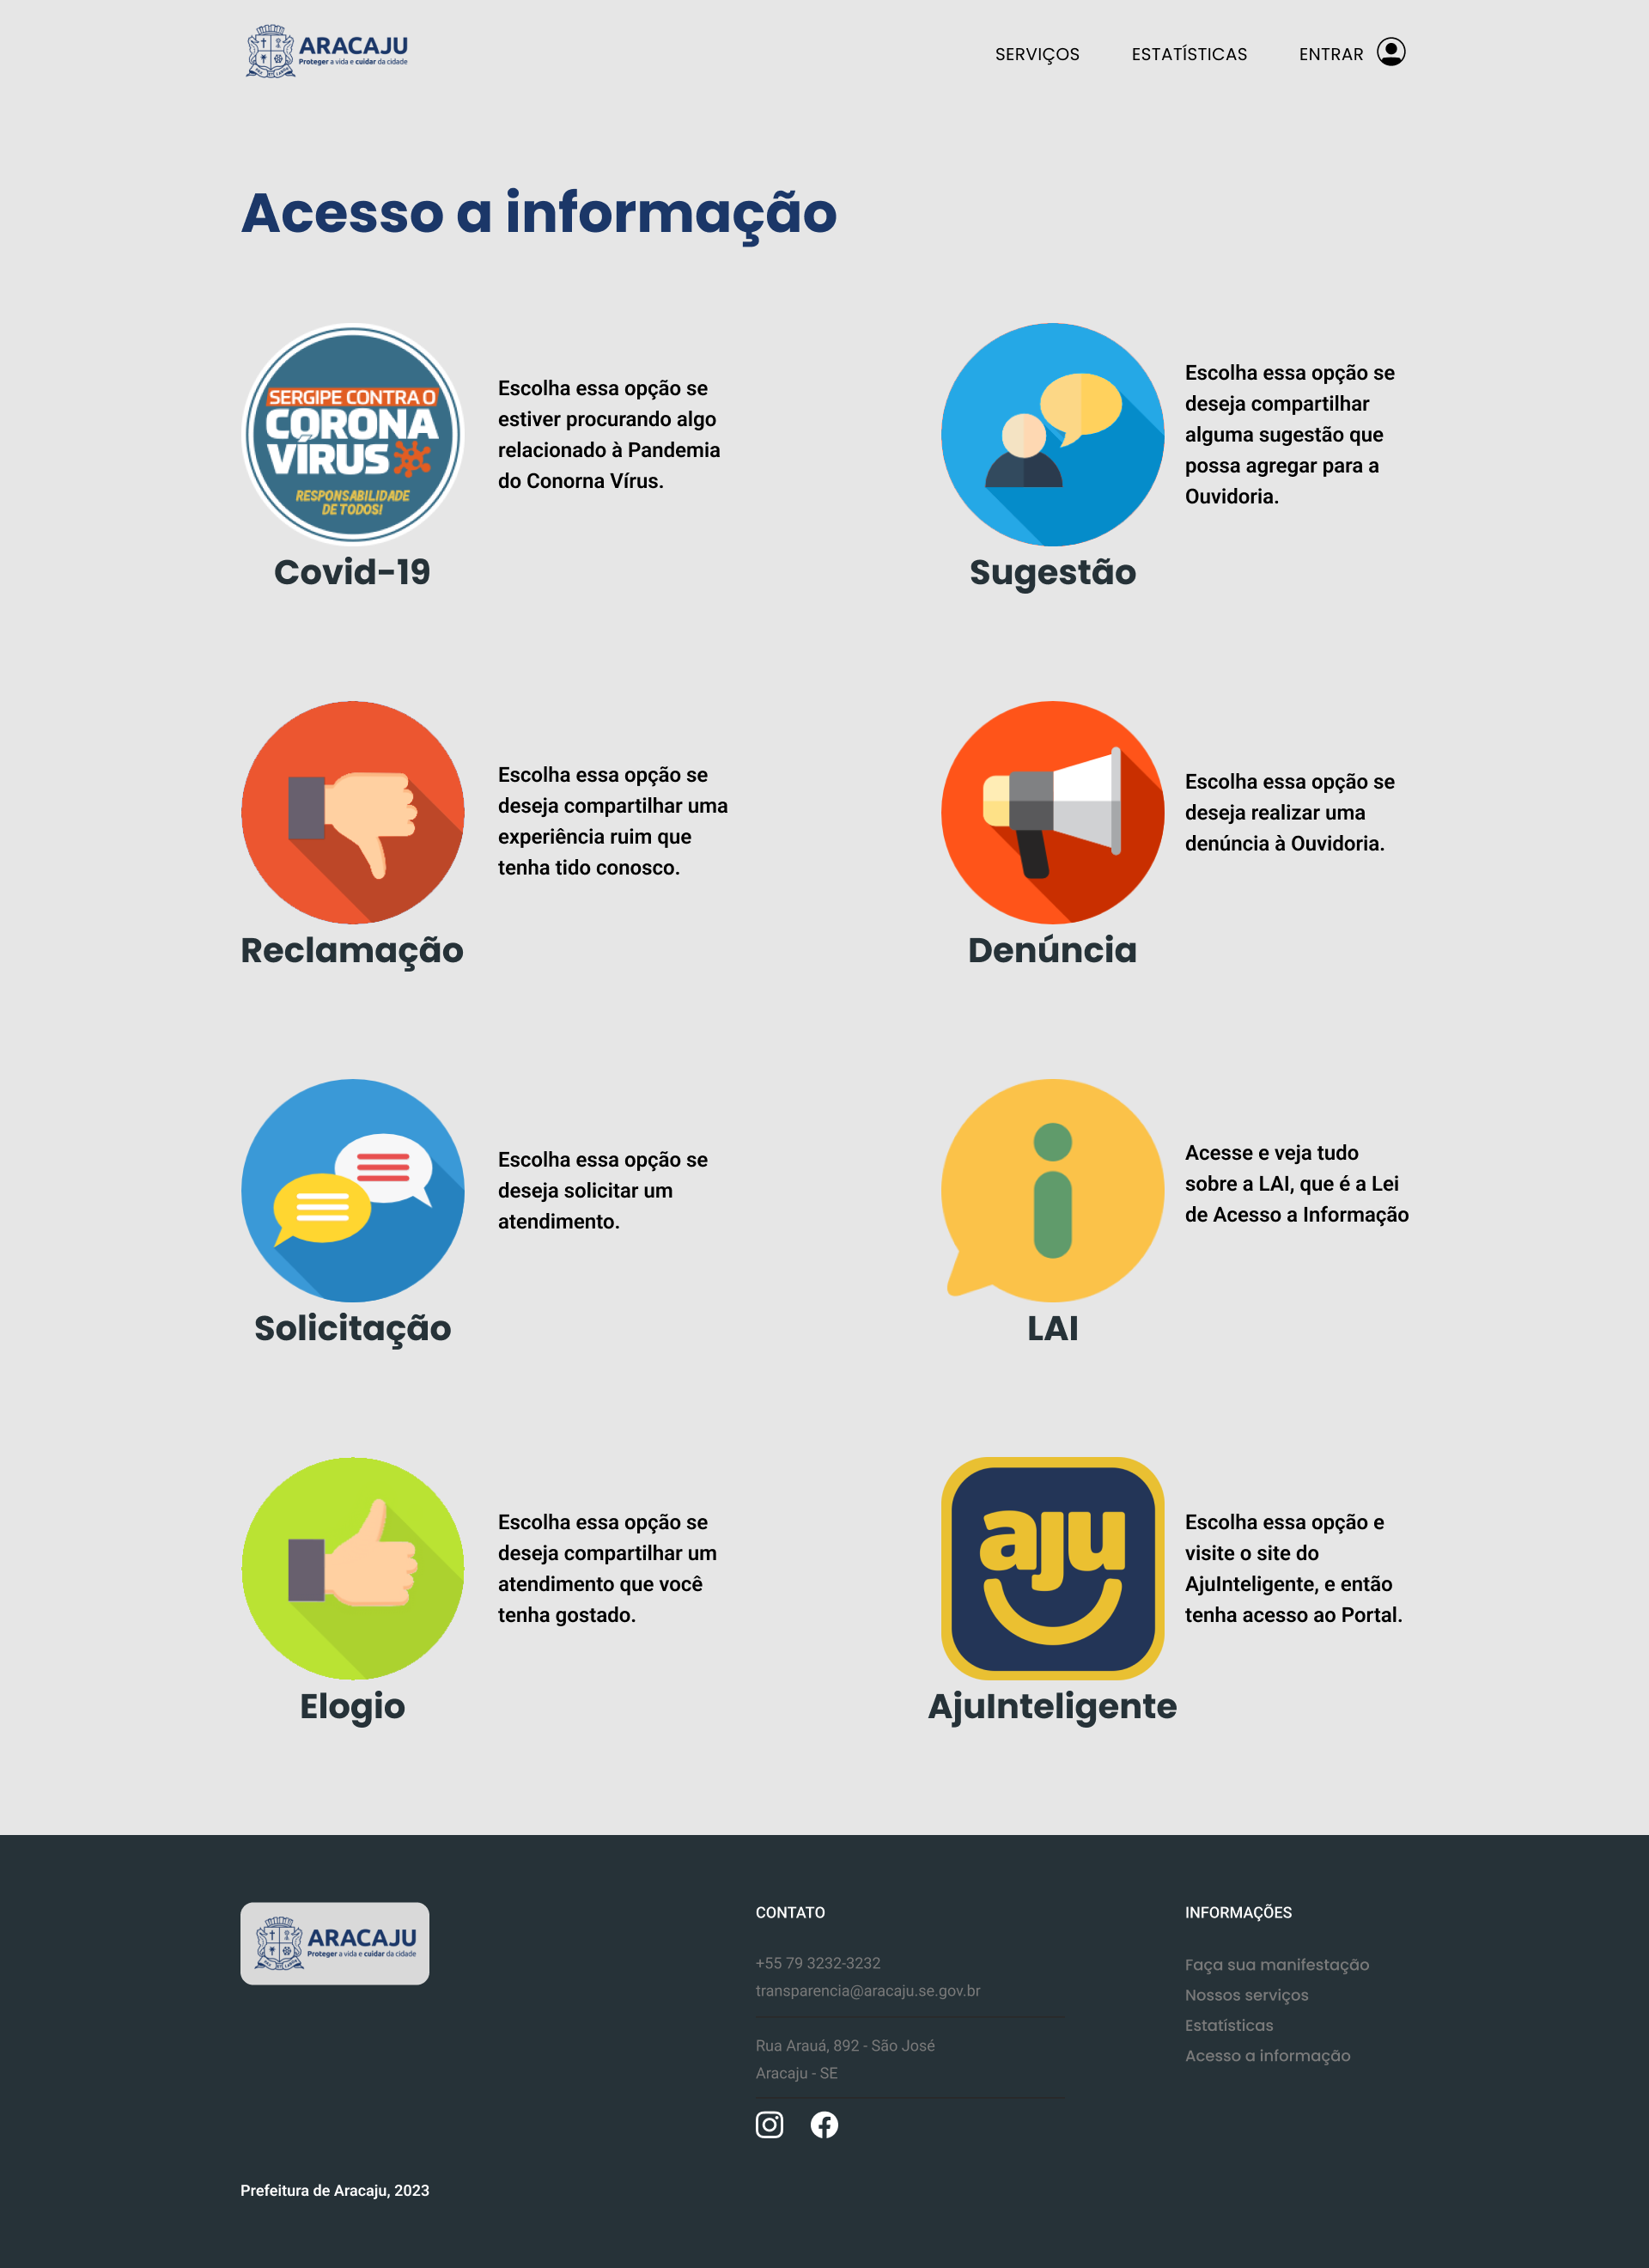 ARACAJU
Proteger a vida e cuidar da cidade
SERVIÇOS
ESTATÍSTICAS
ENTRAR
Acesso a informação
SERGIPE CONTRA O
CORONA
VÍRUS
RESPONSABILIDADE
DE TODOS!
Covid-19
Escolha essa opção se
estiver procurando algo
relacionado à Pandemia
do Conorna Vírus.
Sugestão
Escolha essa opção se
deseja compartilhar
alguma sugestão que
possa agregar para a
Ouvidoria.
Reclamação
Escolha essa opção se
deseja compartilhar uma
experiência ruim que
tenha tido conosco.
Denúncia
Escolha essa opção se
deseja realizar uma
denúncia à Ouvidoria.
Solicitação
Escolha essa opção se
deseja solicitar um
atendimento.
LAI
Acesse e veja tudo
sobre a LAI, que é a Lei
de Acesso a Informação
Elogio
Escolha essa opção se
deseja compartilhar um
atendimento que você
tenha gostado.
aju
AjuInteligente
Escolha essa opção e
visite o site do
AjuInteligente, e então
tenha acesso ao Portal.
ARACAJU
Proteger a vida e cuidar da cidade
CONTATO
+55 79 3232-3232
transparencia@aracaju.se.gov.br
Rua Arauá, 892 - São José
Aracaju - SE
INFORMAÇÕES
Faça sua manifestação
Nossos serviços
Estatísticas
Acesso a informação
Prefeitura de Aracaju, 2023